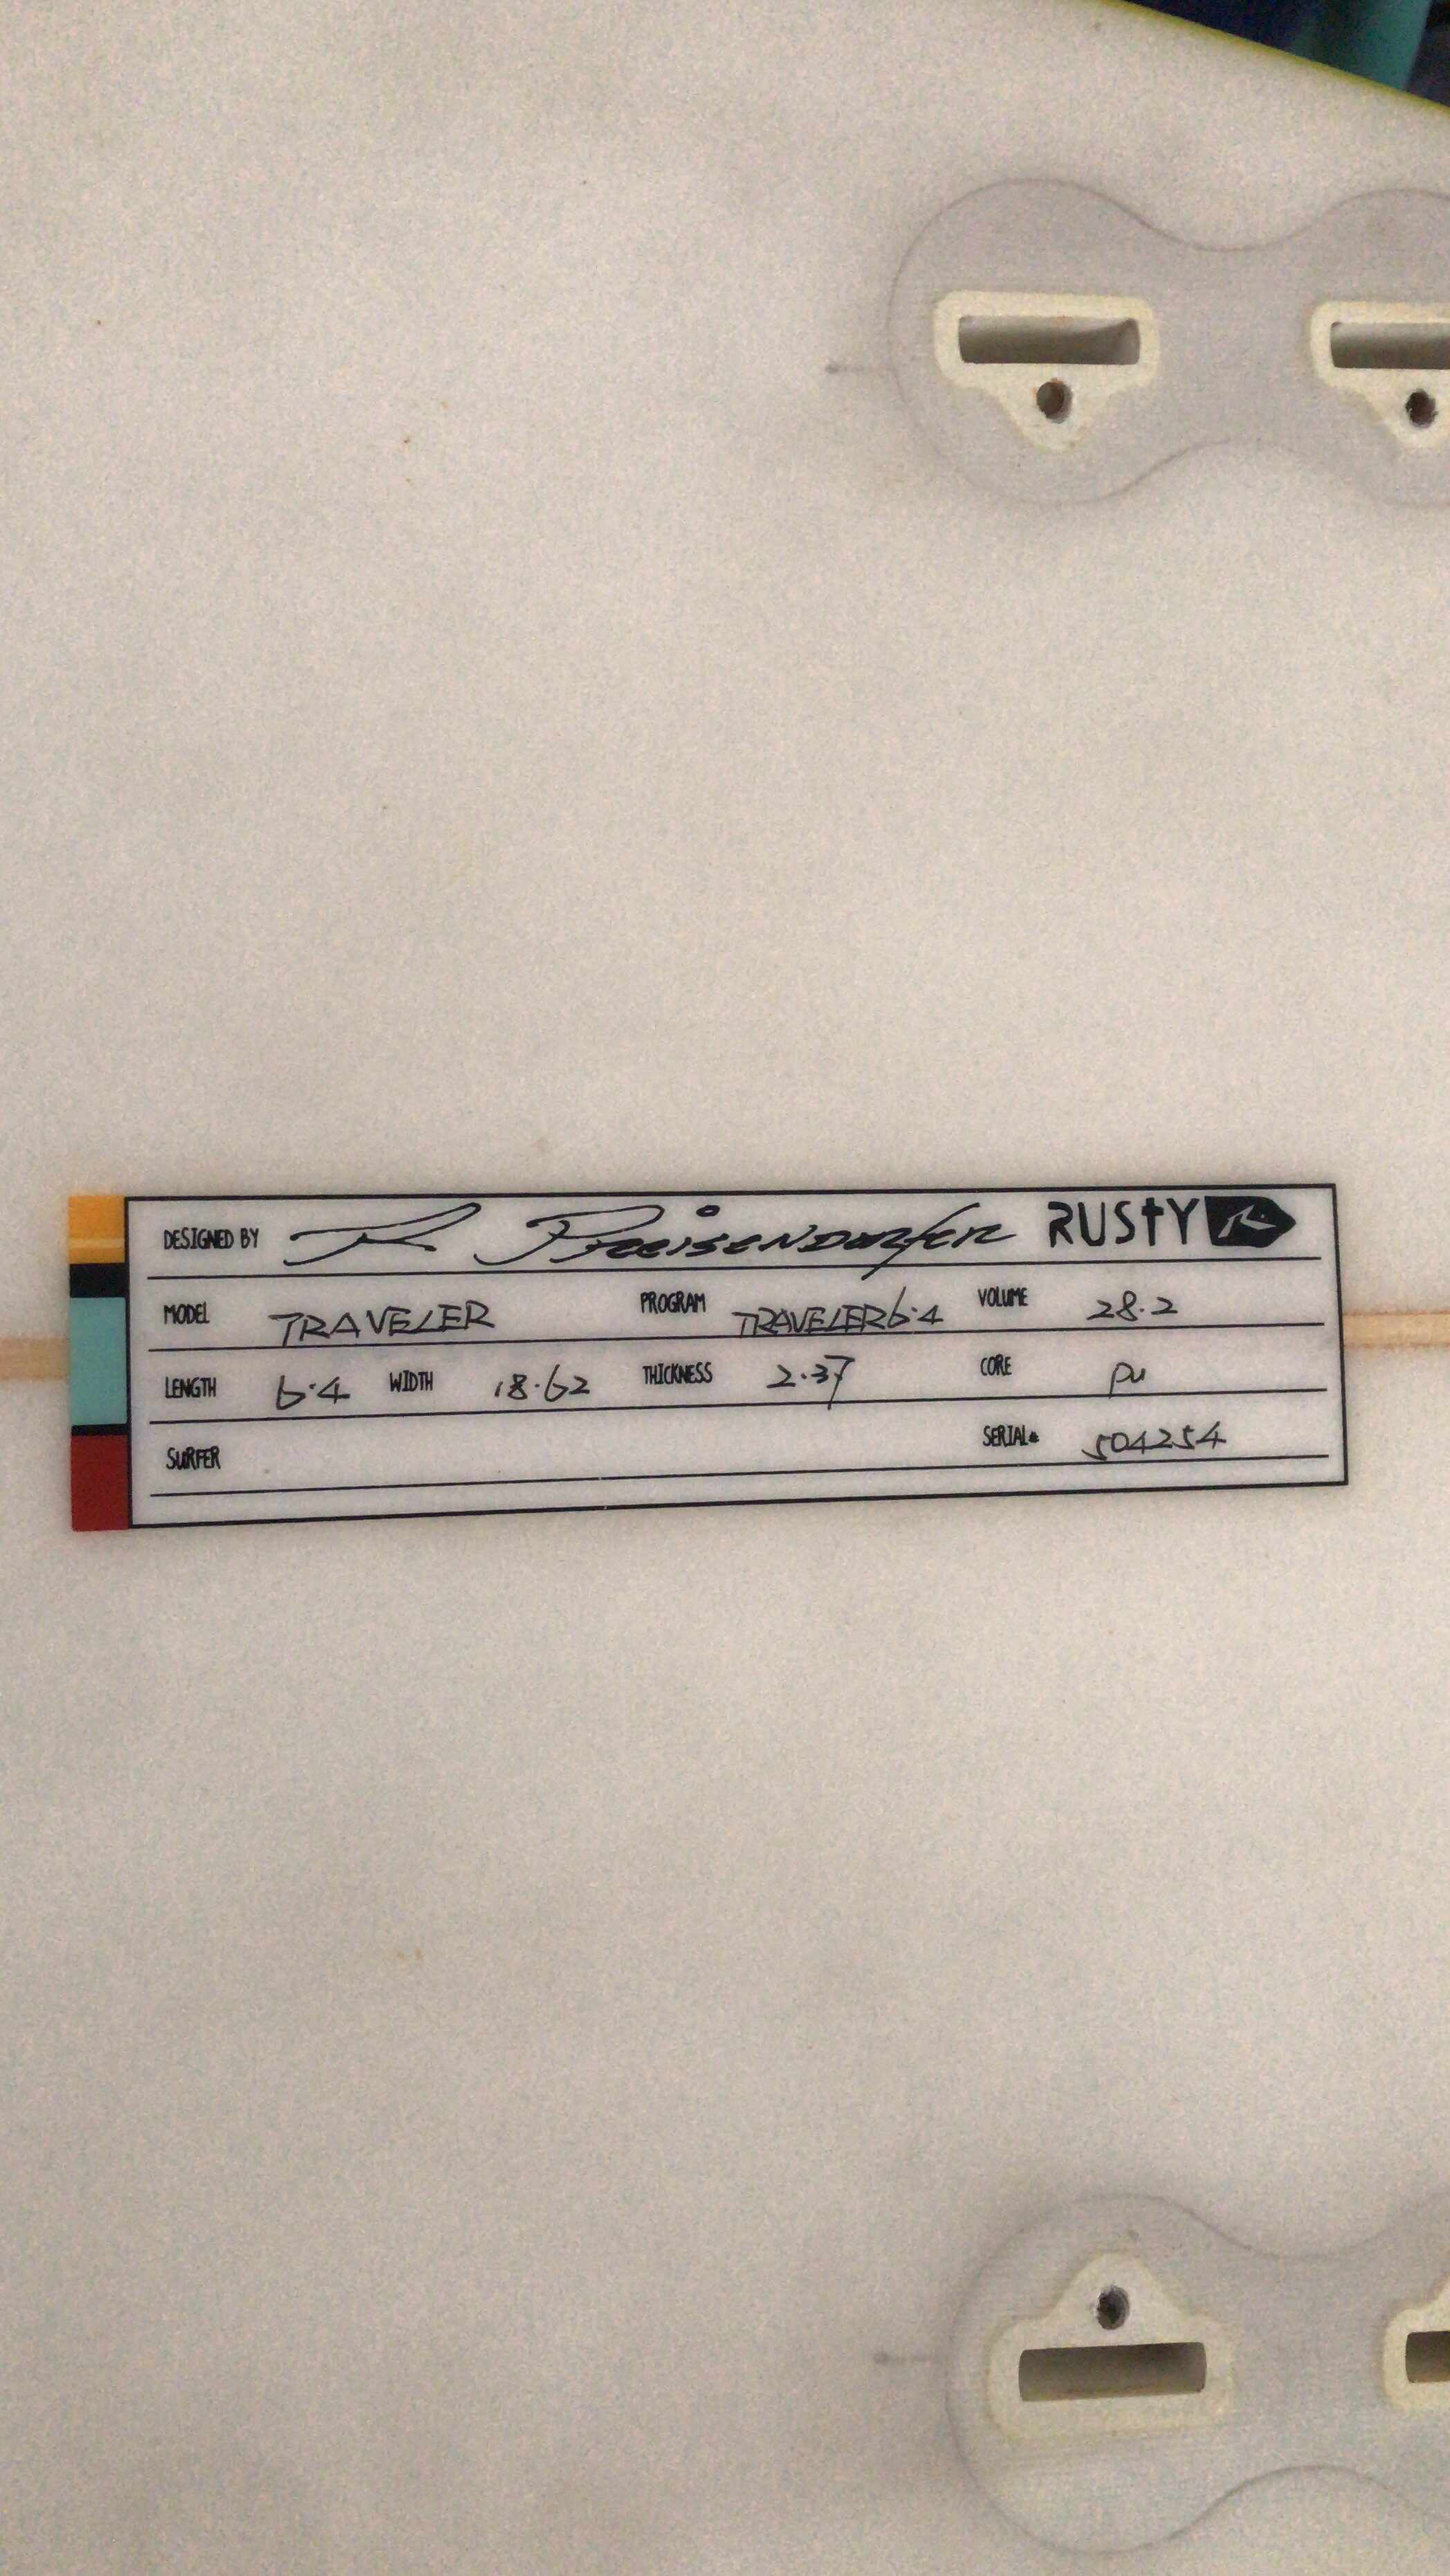 DESIGNED BY R. Preisendorfer RUSTY
MODEL TRAVELER PROGRAM TRAVELER 6.4 VOLUME 28.2
LENGTH 6.4 WIDTH 18.62 THICKNESS 2.37 CORE PU
SURFER SERIAL# 504254